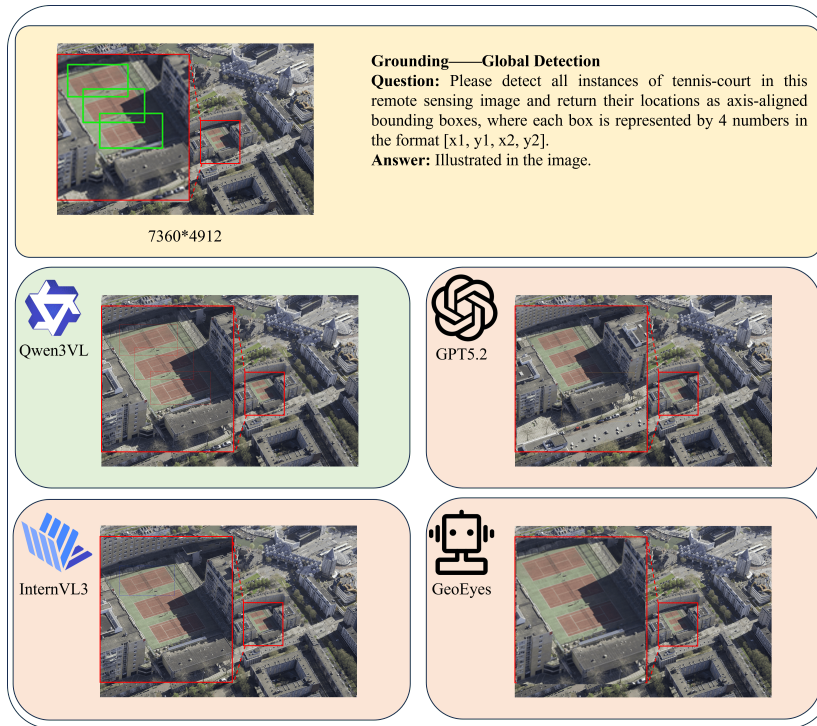 Grounding——Global Detection
Question: Please detect all instances of tennis-court in this
remote sensing image and return their locations as axis-aligned
bounding boxes, where each box is represented by 4 numbers in
the format [x1, y1, x2, y2].
Answer: Illustrated in the image.
7360*4912
Qwen3VL
GPT5.2
InternVL3
GeoEyes